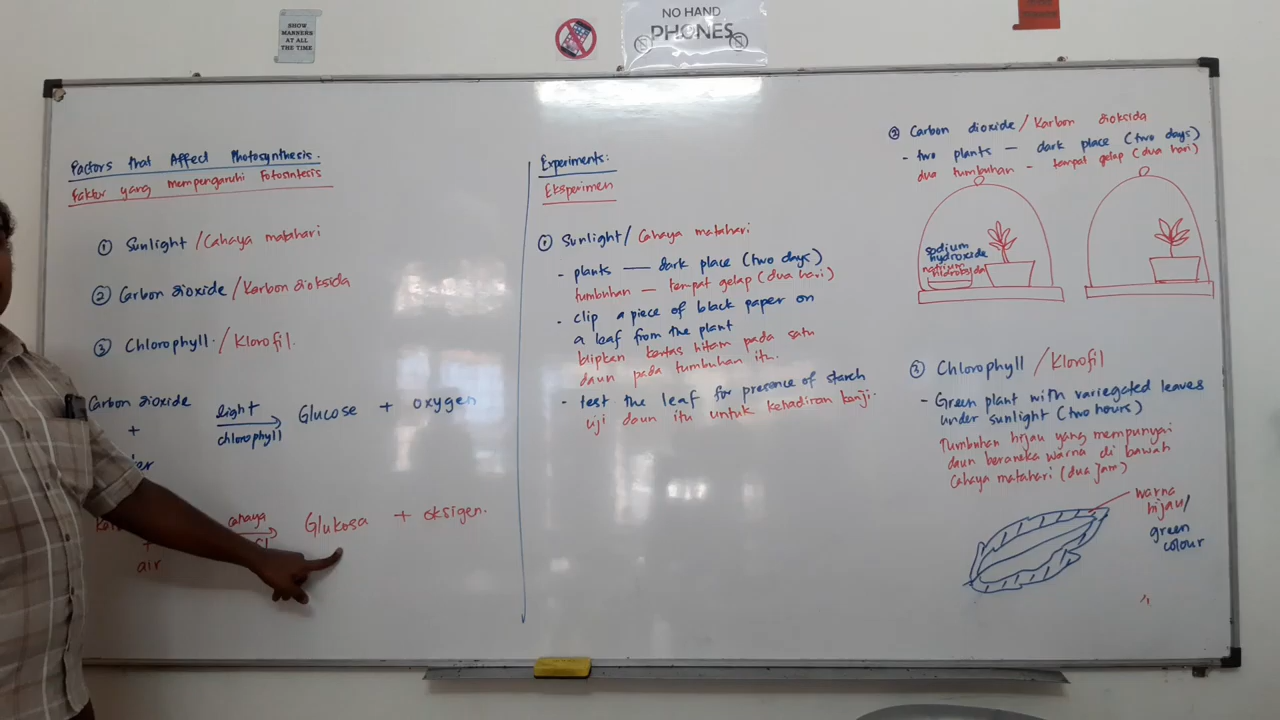 SHOW
MANNERS
AT ALL
THE TIME
NO HAND
PHONES
Factors that Affect Photosynthesis.
Faktor yang mempengaruhi Fotosintesis
① Sunlight /Cahaya matahari
② Carbon dioxide /Karbon dioksida
③ Chlorophyll. /Klorofil.
Carbon dioxide
+
light
chlorophyll
Glucose + oxygen
cahaya
Glukosa + oksigen.
+
air
Experiments:
Eksperimen
① Sunlight/ Cahaya matahari
- plants — dark place (two days)
tumbuhan — tempat gelap (dua hari)
- clip a piece of black paper on
a leaf from the plant
klipkan kertas hitam pada satu
daun pada tumbuhan itu.
- test the leaf for presence of starch
uji daun itu untuk kehadiran kanji.
② Carbon dioxide / Karbon dioksida
- two plants — dark place (two days)
dua tumbuhan - tempat gelap (dua hari)
sodium
hydroxide
natrium
③ Chlorophyll /Klorofil
- Green plant with variegated leaves
under sunlight (two hours)
Tumbuhan hijau yang mempunyai
daun beraneka warna di bawah
Cahaya matahari (dua jam)
warna
hijau/
green
colour